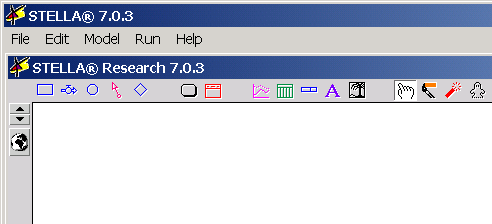 STELLA® 7.0.3
File Edit Model Run Help
STELLA® Research 7.0.3
A